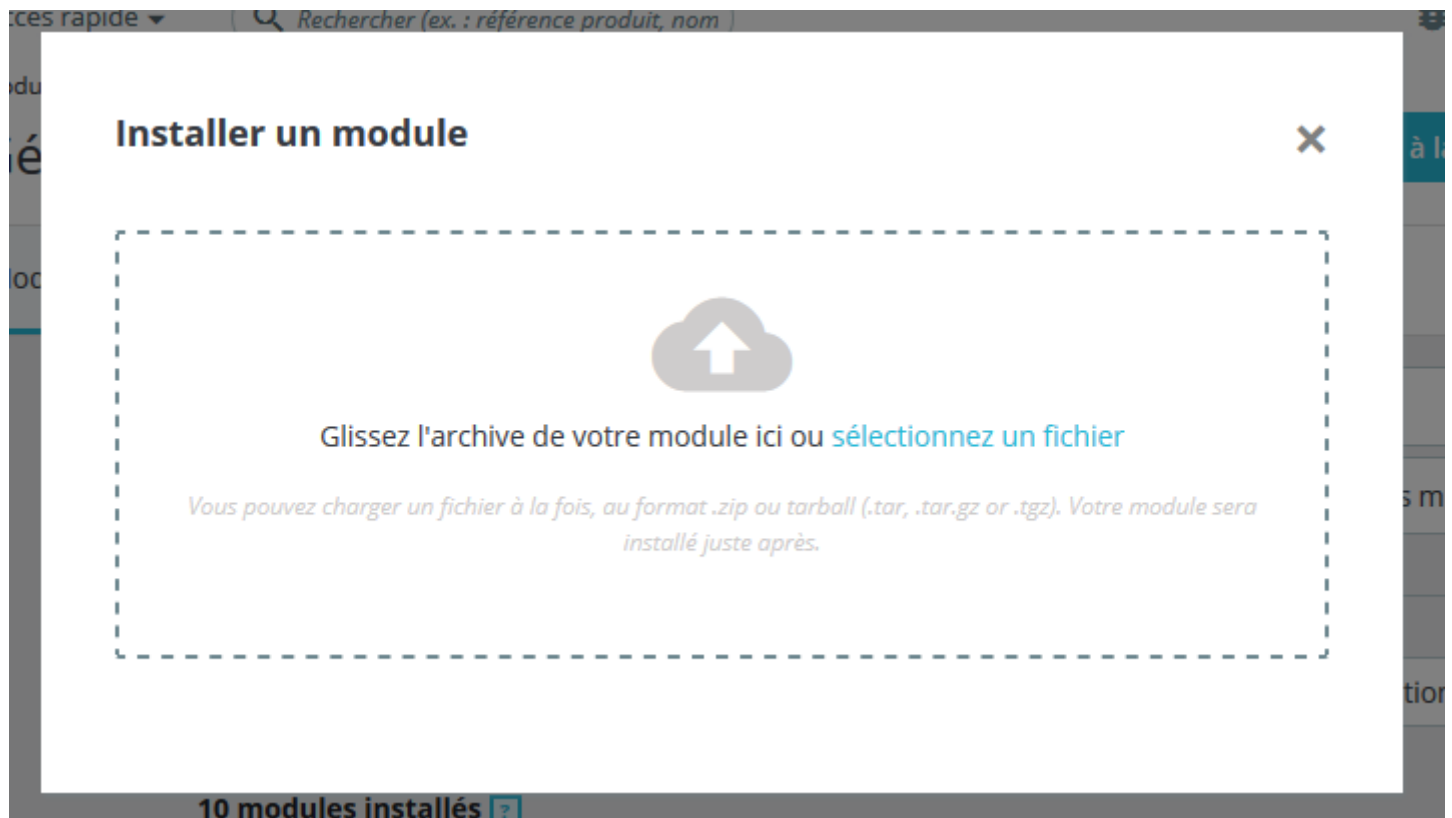 rapide
Rechercher (ex. : référence produit, nom
Installer un module
à la
Glissez l'archive de votre module ici ou sélectionnez un fichier
Vous pouvez charger un fichier à la fois, au format .zip ou tarball (.tar, .tar.gz or .tgz). Votre module sera
installé juste après.
10 modules installés ?